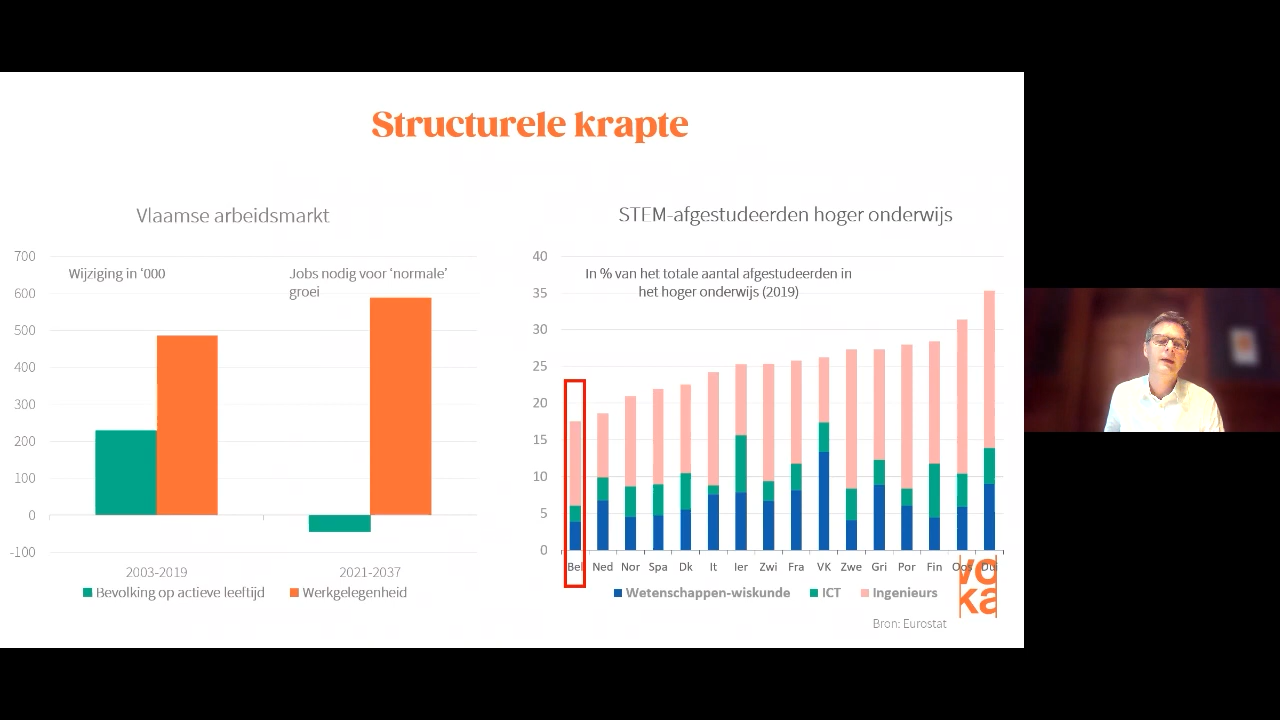 Structurele krapte
Vlaamse arbeidsmarkt
700
600
500
400
300
200
100
0
-100
Wijziging in ‘000
Jobs nodig voor ‘normale’
groei
2003-2019
2021-2037
Bevolking op actieve leeftijd
Werkgelegenheid
STEM-afgestudeerden hoger onderwijs
40
35
30
25
20
15
10
5
0
In % van het totale aantal afgestudeerden in
het hoger onderwijs (2019)
Bel Ned Nor Spa Dk It Ier Zwi Fra VK Zwe Gri Por Fin Oos Dui
Wetenschappen-wiskunde ICT Ingenieurs
Bron: Eurostat
vo
ka